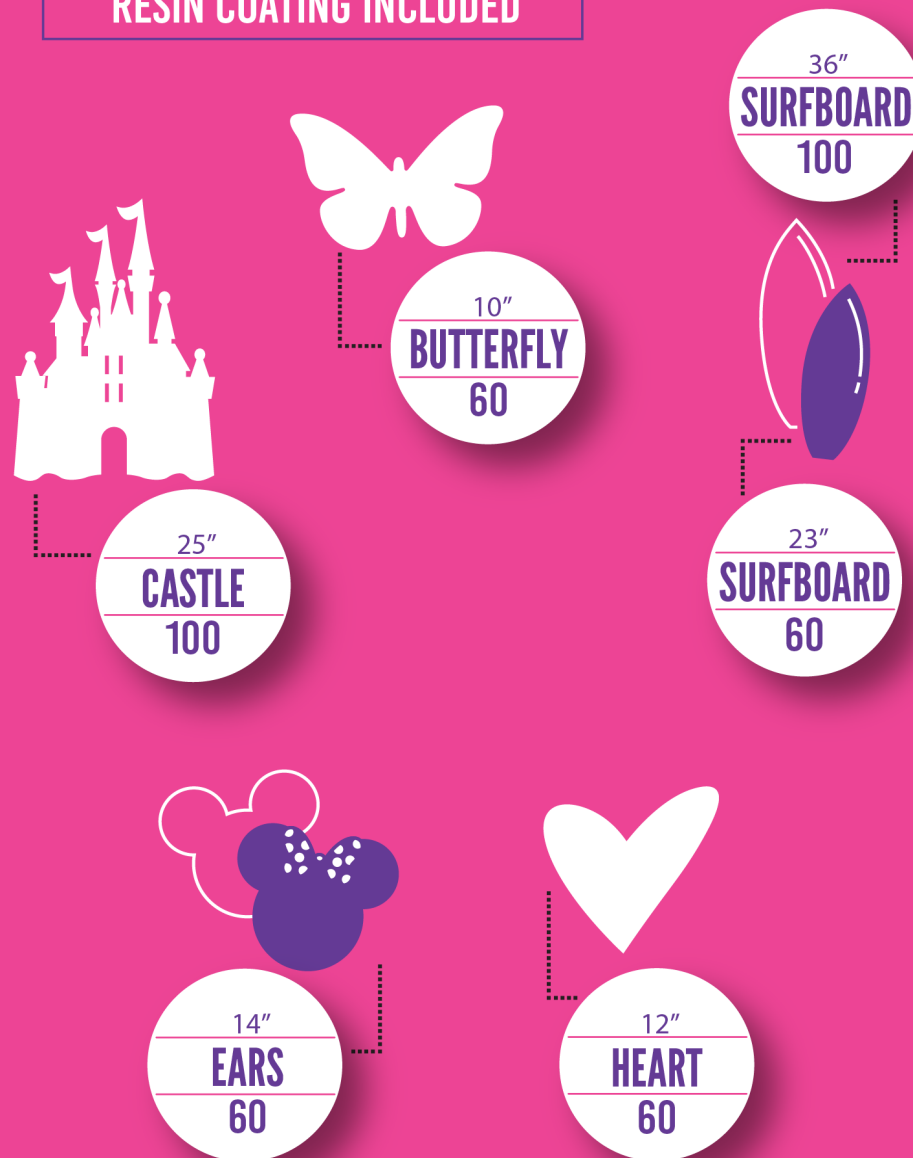 RESIN COATING INCLUDED
36”
SURFBOARD
100
10”
BUTTERFLY
60
25”
CASTLE
100
23”
SURFBOARD
60
14”
EARS
60
12”
HEART
60